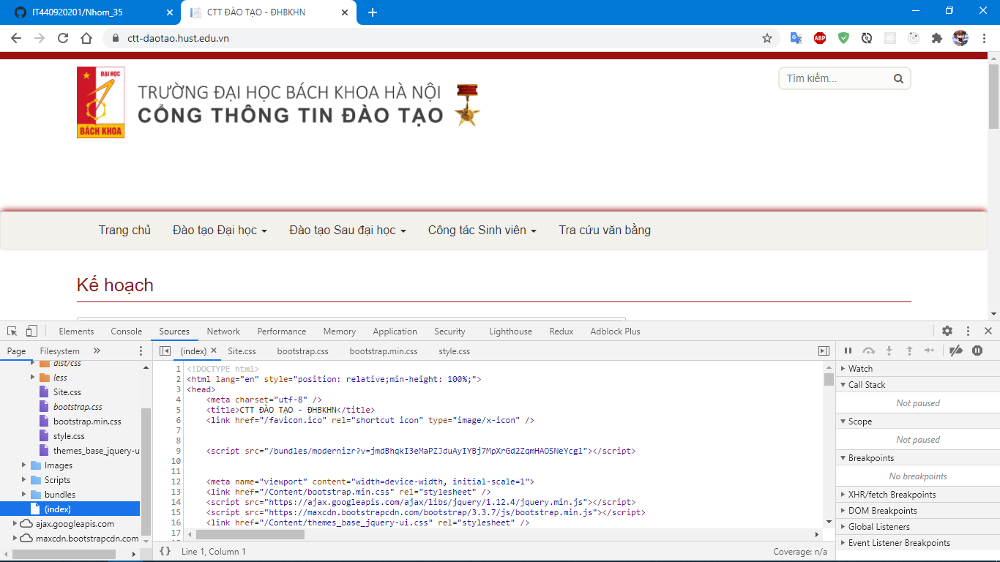 IT440920201/Nhom_35
CTT ĐÀO TẠO - ĐHBKHN
ctt-daotao.hust.edu.vn
ABP
ĐẠI HỌC
BÁCH KHOA
TRƯỜNG ĐẠI HỌC BÁCH KHOA HÀ NỘI
CỔNG THÔNG TIN ĐÀO TẠO
Tìm kiếm...
Trang chủ Đào tạo Đại học Đào tạo Sau đại học Công tác Sinh viên Tra cứu văn bằng
Kế hoạch
Elements Console Sources Network Performance Memory Application Security Lighthouse Redux Adblock Plus
Page Filesystem »
dist/css
less
Site.css
bootstrap.css
bootstrap.min.css
style.css
themes_base_jquery-u
Images
Scripts
bundles
(index)
ajax.googleapis.com
maxcdn.bootstrapcdn.com
(index) Site.css bootstrap.css bootstrap.min.css style.css
1 <!DOCTYPE html>
2 <html lang="en" style="position: relative;min-height: 100%;">
3 <head>
4 <meta charset="utf-8" />
5 <title>CTT ĐÀO TẠO - ĐHBKHN</title>
6 <link href="/favicon.ico" rel="shortcut icon" type="image/x-icon" />
7
8
9 <script src="/bundles/modernizr?v=jmdBhqkI3eMaPZJduAyIYBj7MpXrGd2ZqmHAOSNeYcg1"></script>
10
11
12 <meta name="viewport" content="width=device-width, initial-scale=1">
13 <link href="/Content/bootstrap.min.css" rel="stylesheet" />
14 <script src="https://ajax.googleapis.com/ajax/libs/jquery/1.12.4/jquery.min.js"></script>
15 <script src="https://maxcdn.bootstrapcdn.com/bootstrap/3.3.7/js/bootstrap.min.js"></script>
16 <link href="/Content/themes_base_jquery-ui.css" rel="stylesheet" />
17
{} Line 1, Column 1 Coverage: n/a
Watch
Call Stack
Not paused
Scope
Not paused
Breakpoints
No breakpoints
XHR/fetch Breakpoints
DOM Breakpoints
Global Listeners
Event Listener Breakpoints